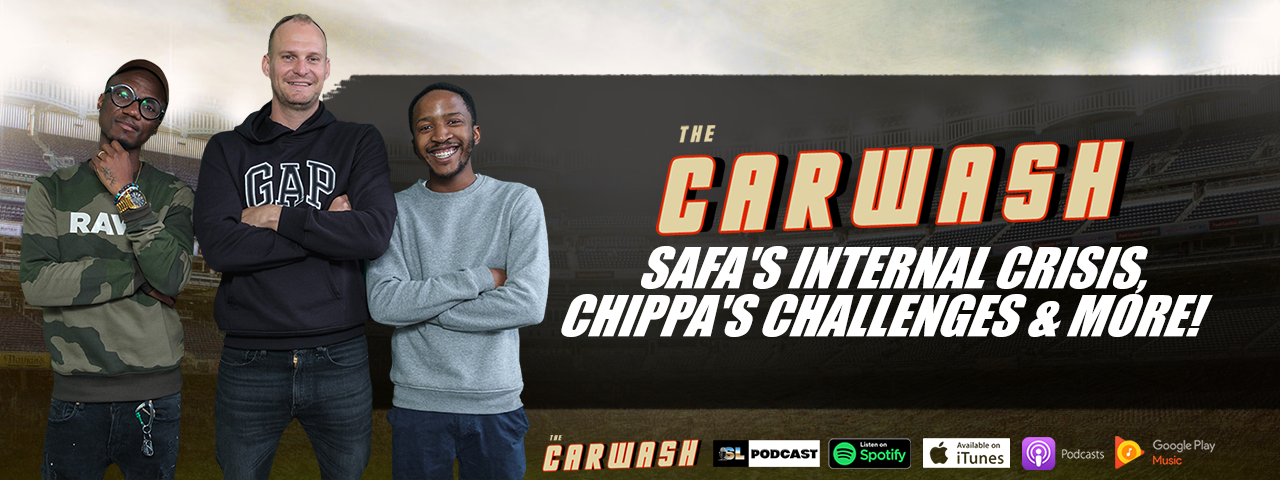 THE
CARWASH
SAFA'S INTERNAL CRISIS,
CHIPPA'S CHALLENGES & MORE!
GAP
RAW
THE
CARWASH
SL PODCAST
Listen on
Spotify
Available on
iTunes
Podcasts
Google Play
Music